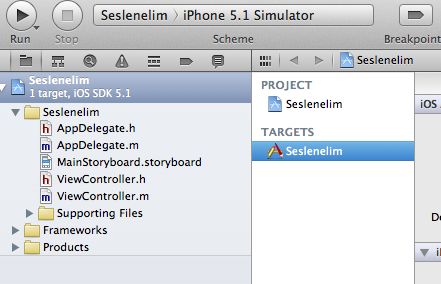 Seslenelim > iPhone 5.1 Simulator
Run
Stop
Scheme
Breakpoint
Seslenelim
Seslenelim
1 target, iOS SDK 5.1
PROJECT
Seslenelim
iOS
TARGETS
Seslenelim
Seslenelim
h AppDelegate.h
m AppDelegate.m
MainStoryboard.storyboard
h ViewController.h
m ViewController.m
Supporting Files
Frameworks
Products
De